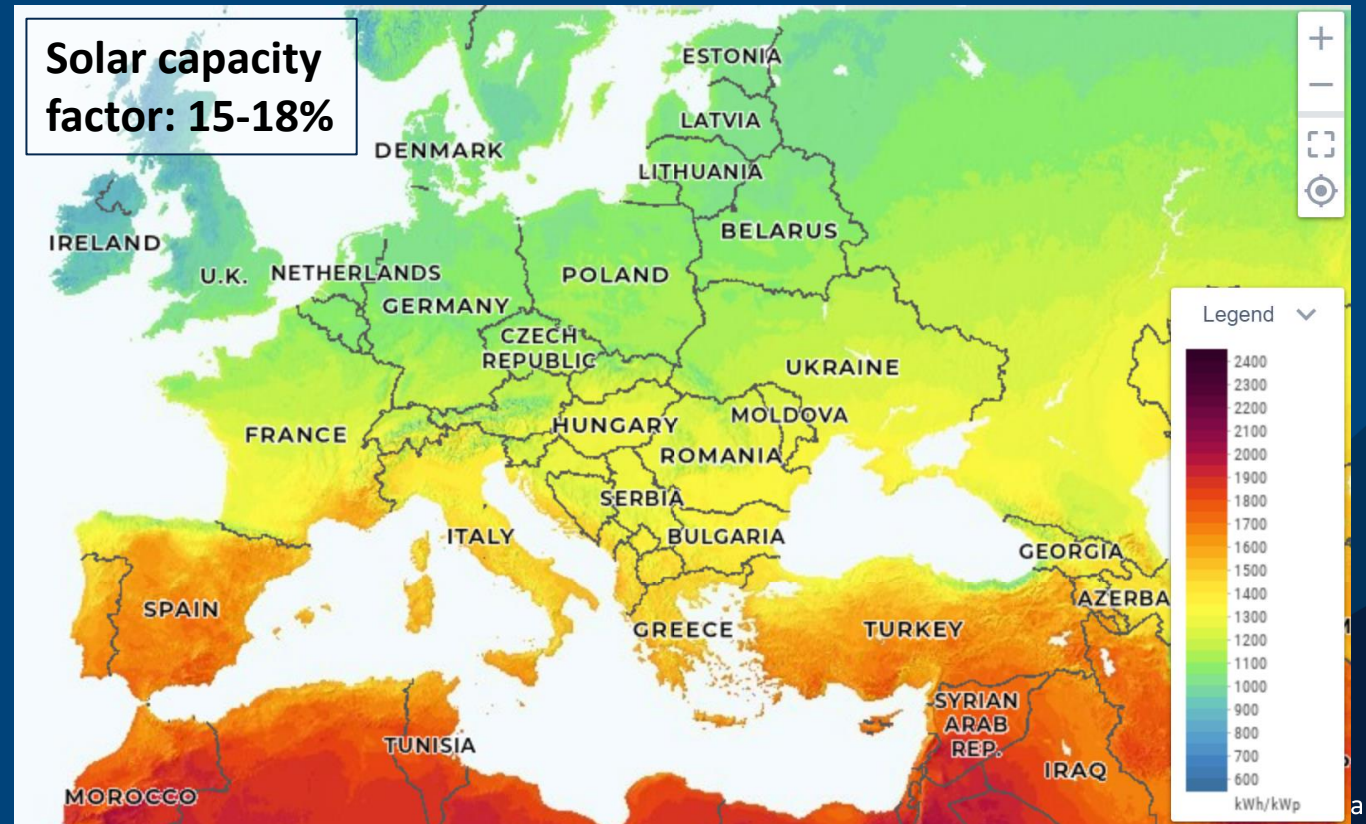 Solar capacity
factor: 15-18%
ESTONIA
LATVIA
DENMARK
LITHUANIA
BELARUS
IRELAND
U.K.
NETHERLANDS
POLAND
GERMANY
CZECH
REPUBLIC
UKRAINE
MOLDOVA
HUNGARY
FRANCE
ROMANIA
SERBIA
ITALY
BULGARIA
GEORGIA
AZERBA
SPAIN
GREECE
TURKEY
SYRIAN
ARAB
REP.
TUNISIA
IRAQ
MOROCCO
+
−
Legend
2400
2300
2200
2100
2000
1900
1800
1700
1600
1500
1400
1300
1200
1100
1000
900
800
700
600
kWh/kWp
a